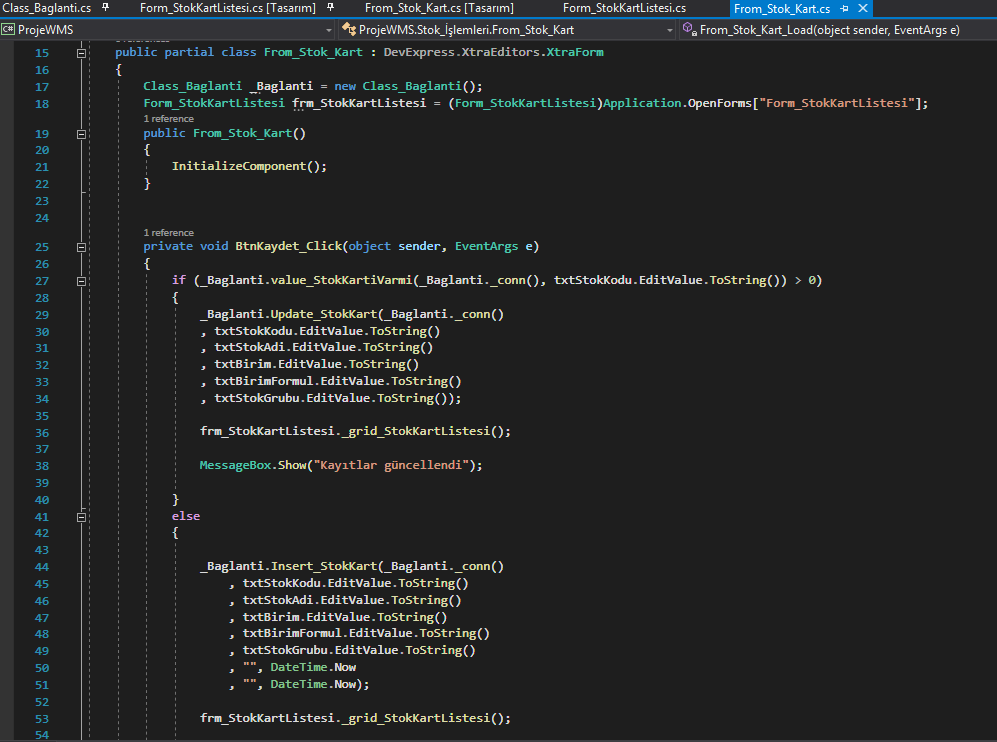 Class_Baglanti.cs Form_StokKartListesi.cs [Tasarım] From_Stok_Kart.cs [Tasarım] Form_StokKartListesi.cs From_Stok_Kart.cs
C# ProjeWMS ProjeWMS.Stok_İşlemleri.From_Stok_Kart From_Stok_Kart_Load(object sender, EventArgs e)
15 public partial class From_Stok_Kart : DevExpress.XtraEditors.XtraForm
16 {
17 Class_Baglanti _Baglanti = new Class_Baglanti();
18 Form_StokKartListesi frm_StokKartListesi = (Form_StokKartListesi)Application.OpenForms["Form_StokKartListesi"];
1 reference
19 public From_Stok_Kart()
20 {
21 InitializeComponent();
22 }
23
24
1 reference
25 private void BtnKaydet_Click(object sender, EventArgs e)
26 {
27 if (_Baglanti.value_StokKartiVarmi(_Baglanti._conn(), txtStokKodu.EditValue.ToString()) > 0)
28 {
29 _Baglanti.Update_StokKart(_Baglanti._conn()
30 , txtStokKodu.EditValue.ToString()
31 , txtStokAdi.EditValue.ToString()
32 , txtBirim.EditValue.ToString()
33 , txtBirimFormul.EditValue.ToString()
34 , txtStokGrubu.EditValue.ToString());
35
36 frm_StokKartListesi._grid_StokKartListesi();
37
38 MessageBox.Show("Kayıtlar güncellendi");
39
40 }
41 else
42 {
43
44 _Baglanti.Insert_StokKart(_Baglanti._conn()
45 , txtStokKodu.EditValue.ToString()
46 , txtStokAdi.EditValue.ToString()
47 , txtBirim.EditValue.ToString()
48 , txtBirimFormul.EditValue.ToString()
49 , txtStokGrubu.EditValue.ToString()
50 , "", DateTime.Now
51 , "", DateTime.Now);
52
53 frm_StokKartListesi._grid_StokKartListesi();
54